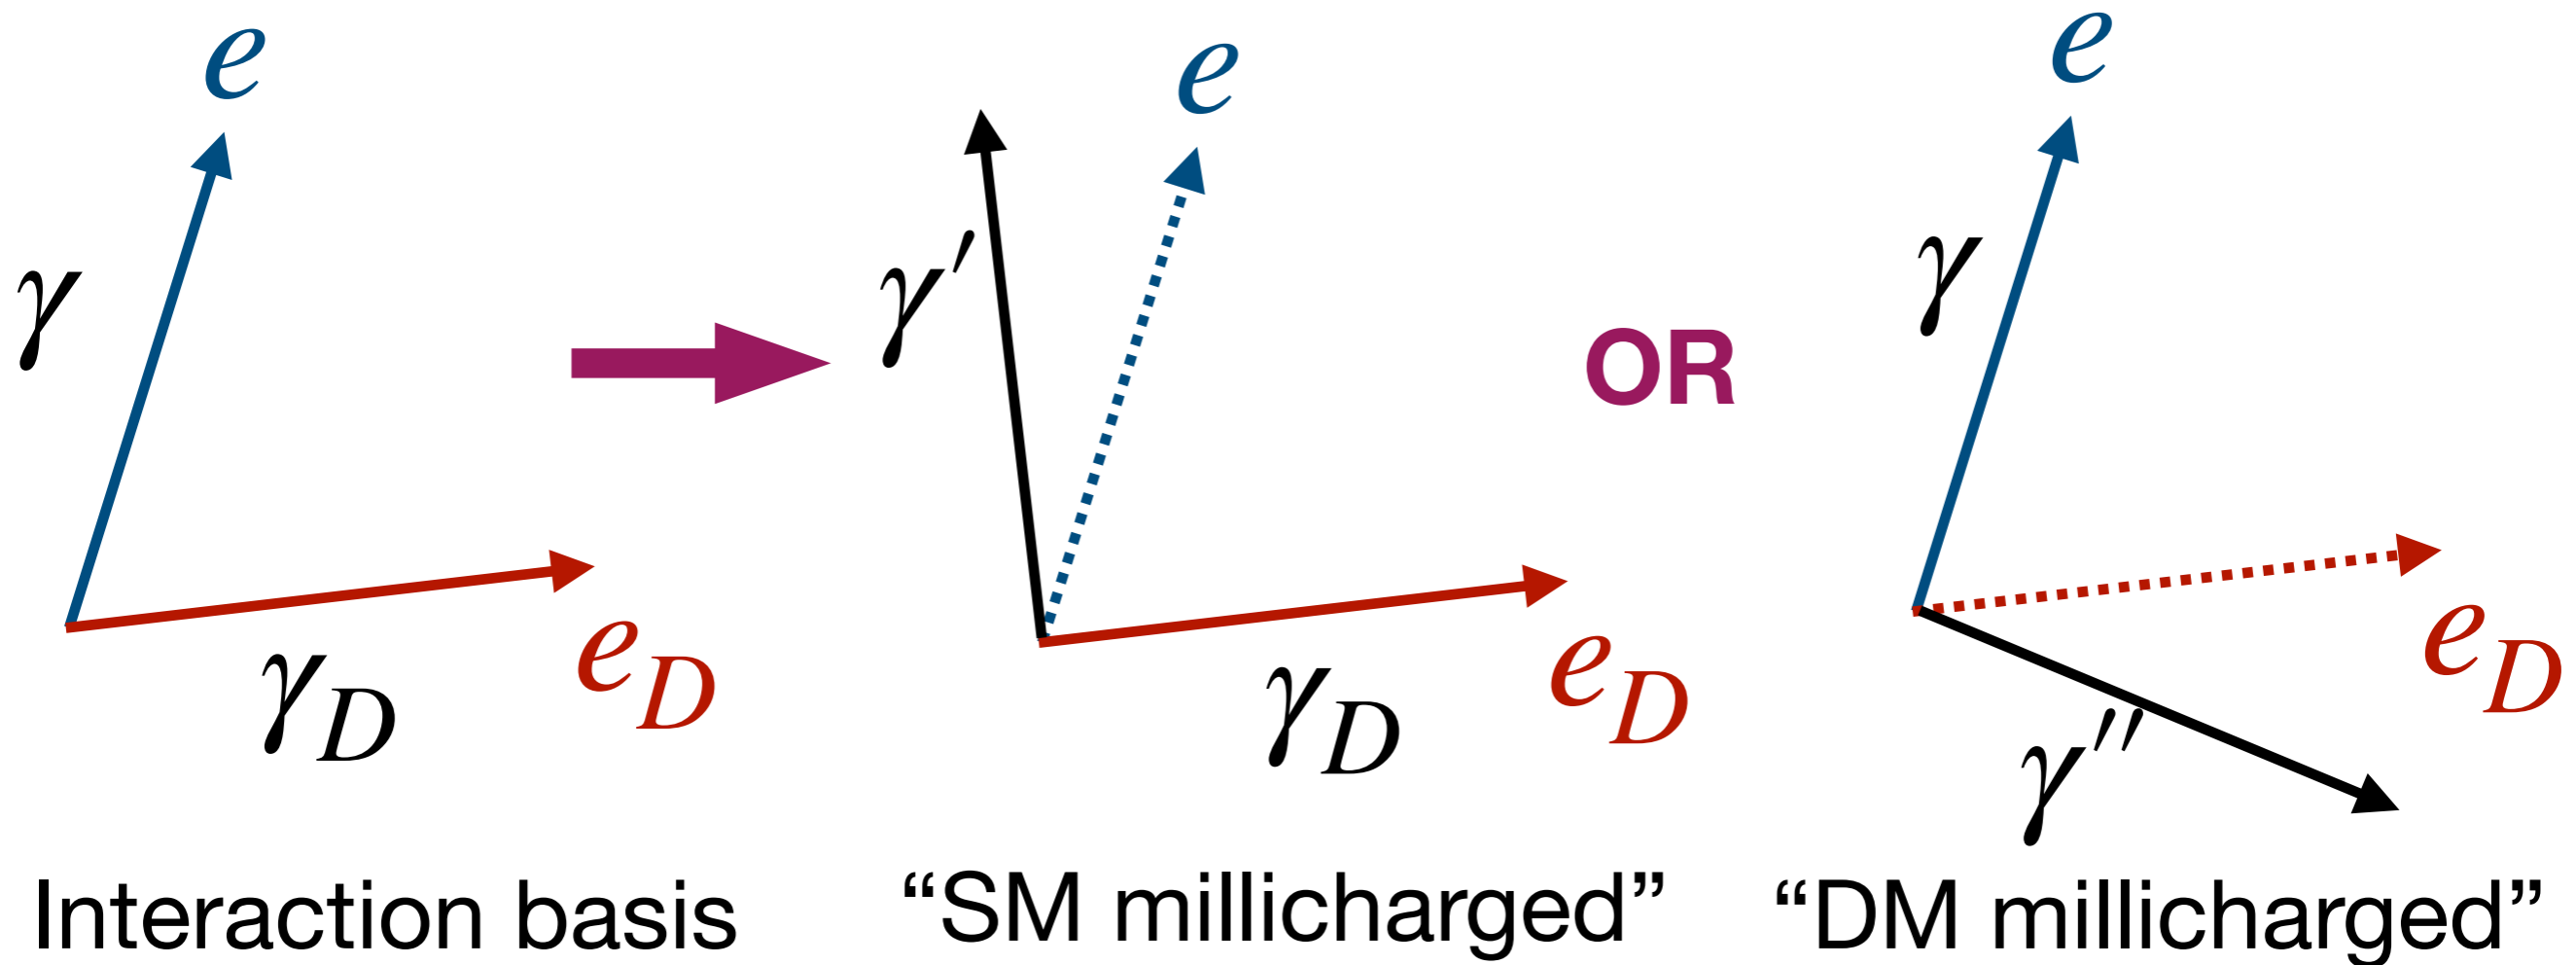 e
γ
γ_D
e_D
Interaction basis
e
γ′
γ_D
e_D
“SM millicharged”
OR
e
γ
e_D
γ″
“DM millicharged”